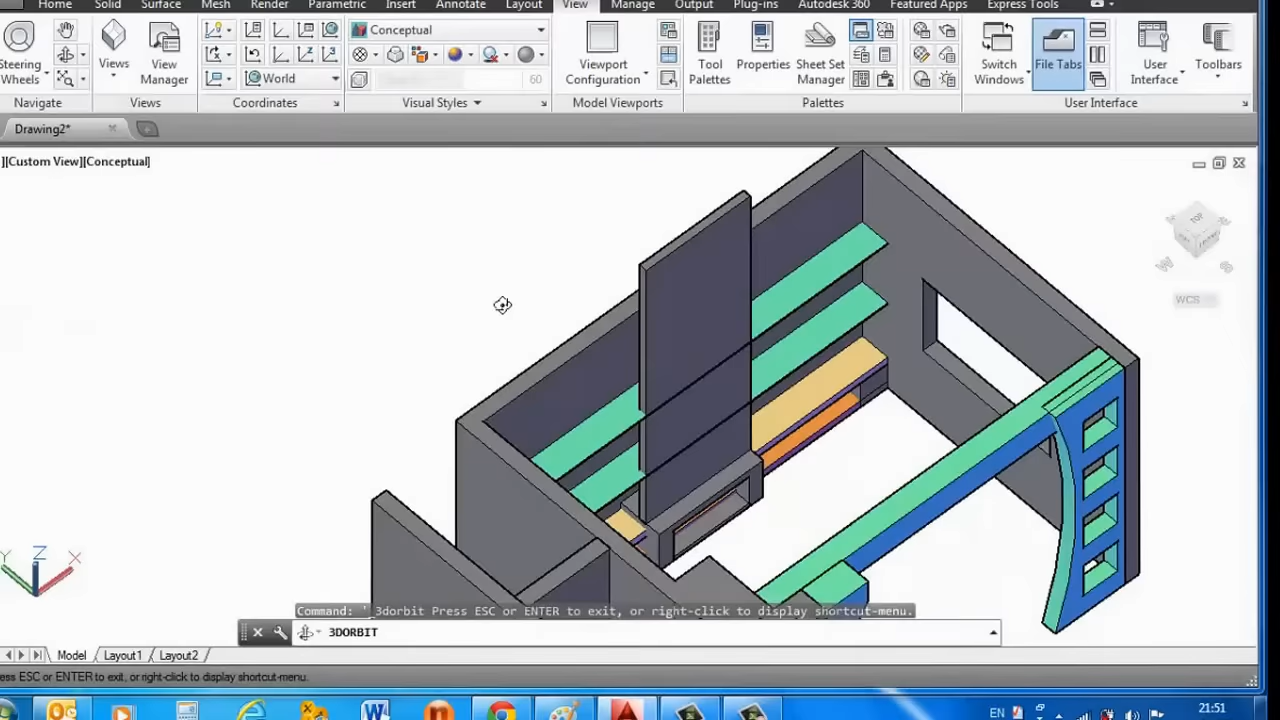 Home Solid Surface Mesh Render Parametric Insert Annotate Layout View Manage Output Plug-ins Autodesk 360 Featured Apps Express Tools
Steering
Wheels
Views
View
Manager
World
Conceptual
60
Viewport
Configuration
Tool
Palettes
Properties
Sheet Set
Manager
Switch
Windows
File Tabs
User
Interface
Toolbars
Navigate Views Coordinates Visual Styles Model Viewports Palettes User Interface
Drawing2*
][Custom View][Conceptual]
TOP
W
S
WCS
Y Z X
Command: '_3dorbit Press ESC or ENTER to exit, or right-click to display shortcut-menu.
3DORBIT
Model Layout1 Layout2
ess ESC or ENTER to exit, or right-click to display shortcut-menu.
EN
21:51